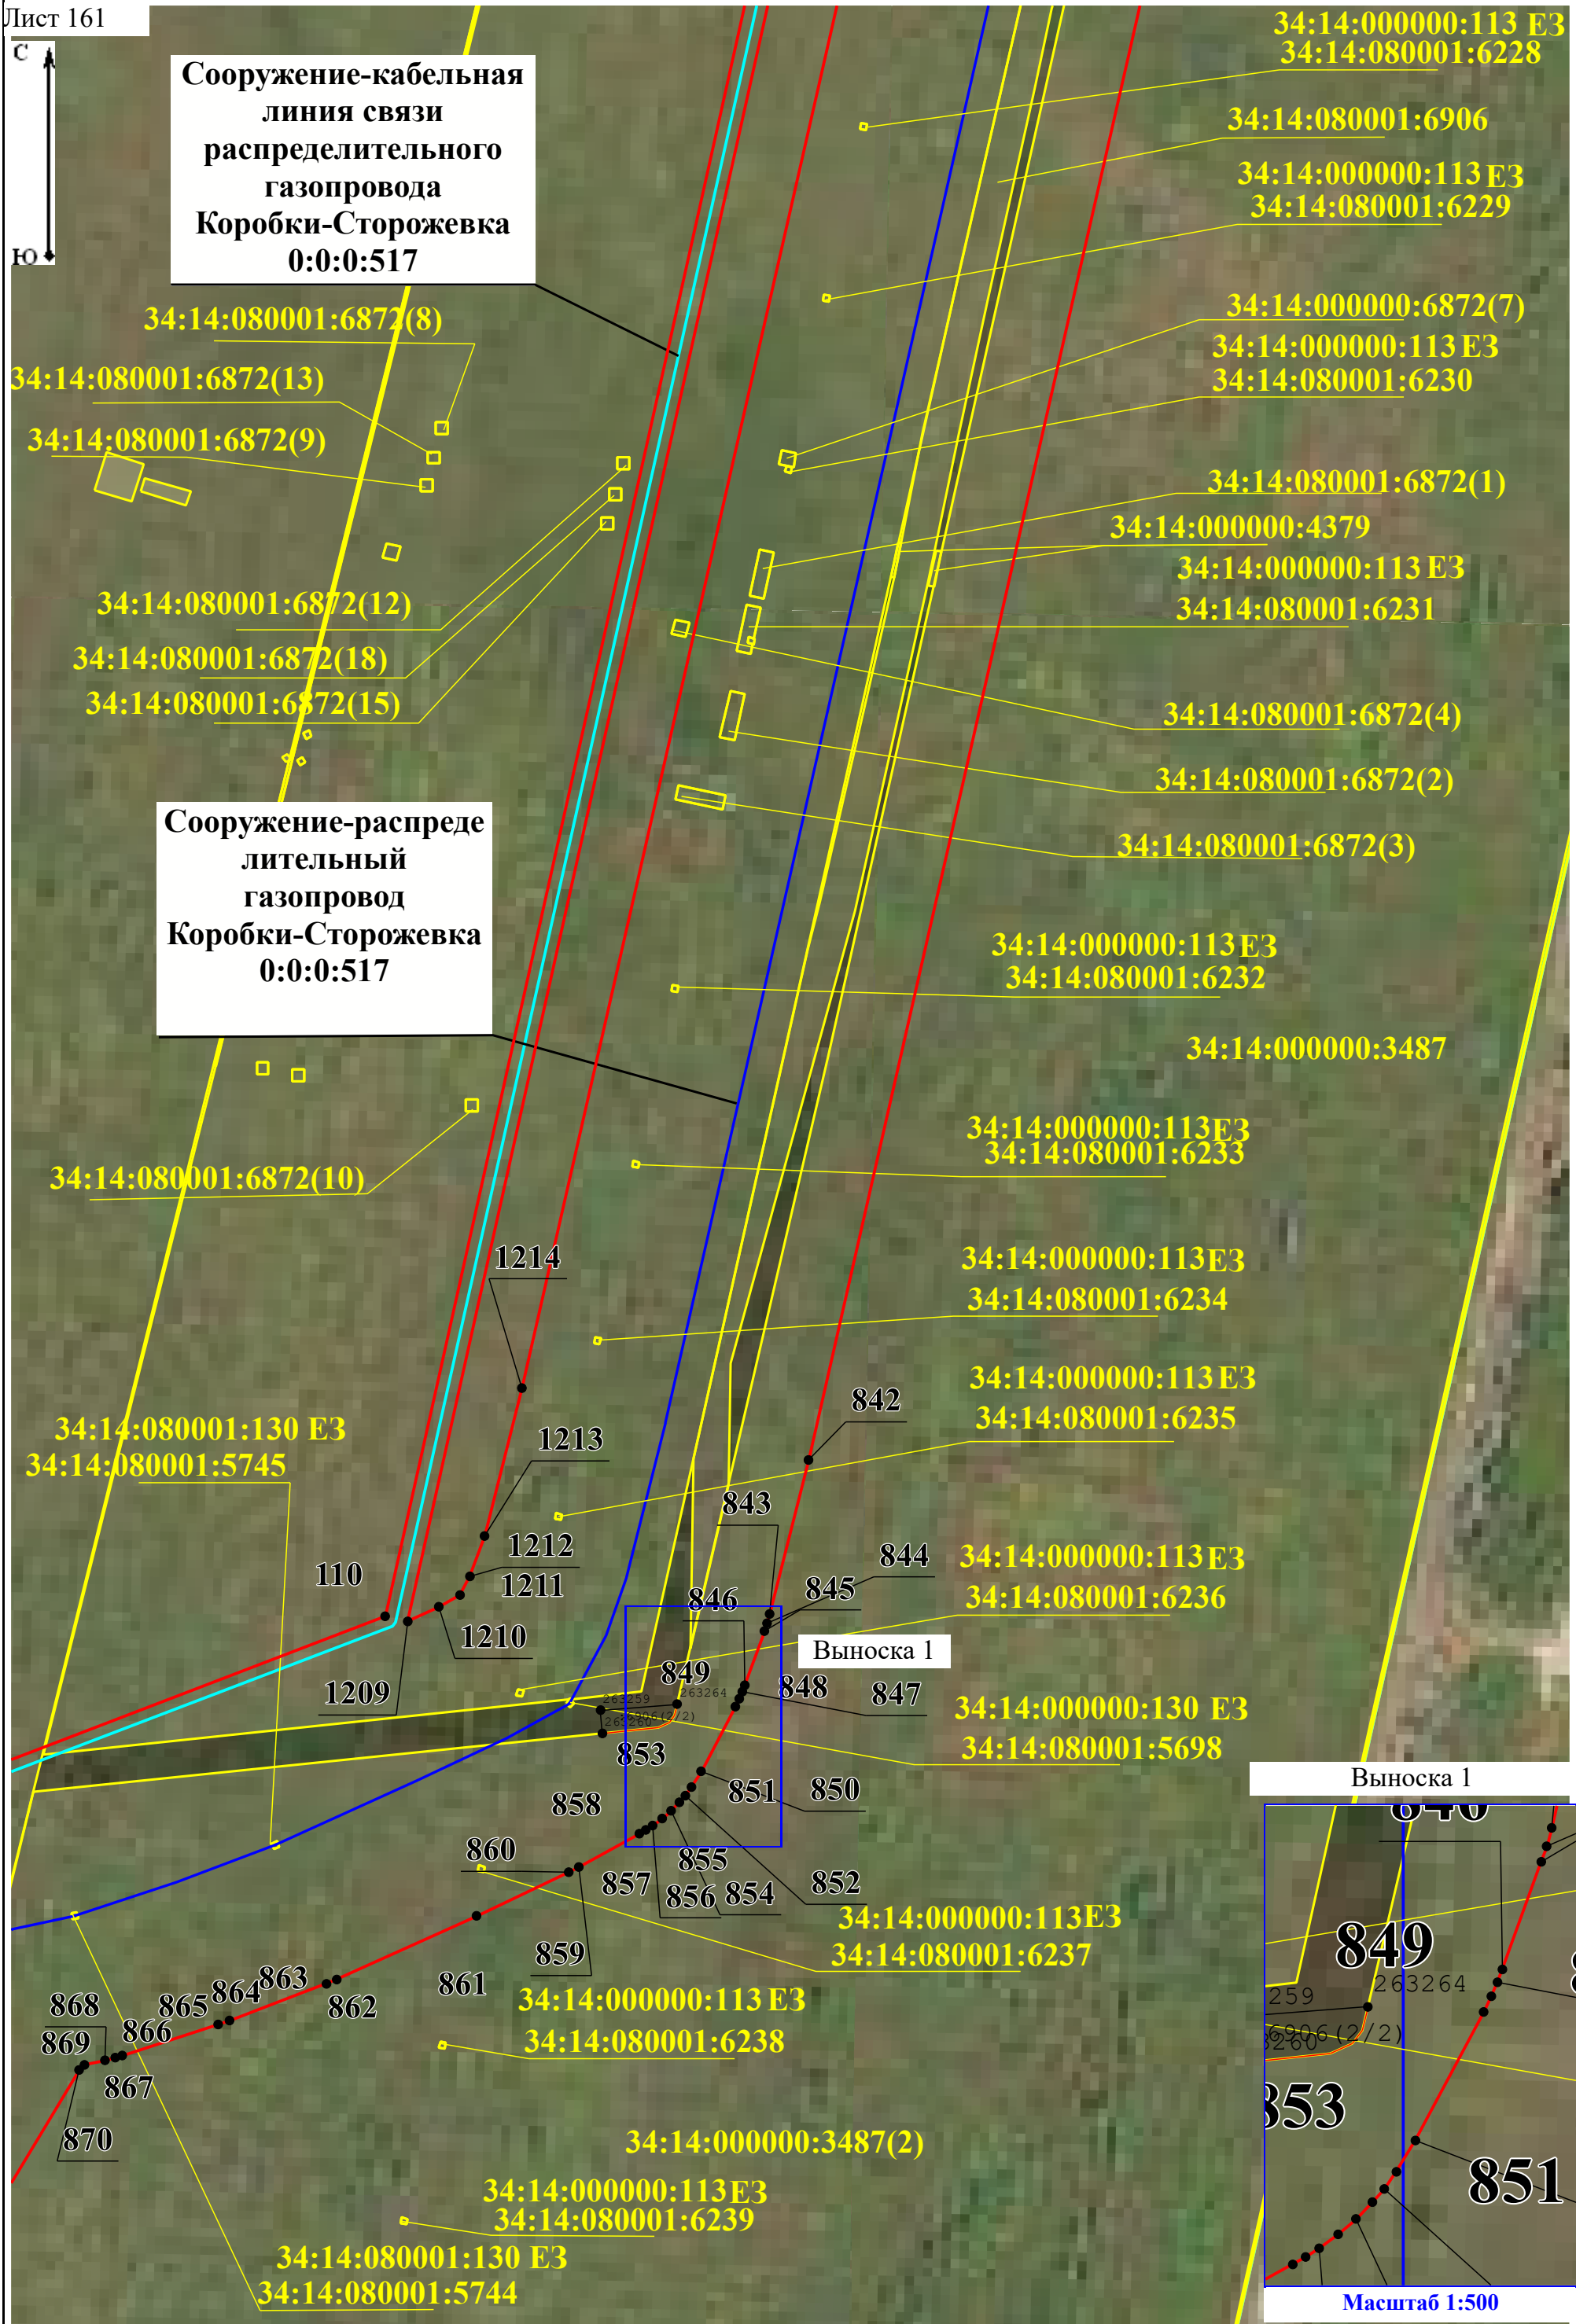 Лист 161
С
Ю
Сооружение-кабельная
линия связи
распределительного
газопровода
Коробки-Сторожевка
0:0:0:517
34:14:000000:113 ЕЗ
34:14:080001:6228
34:14:080001:6906
34:14:000000:113 ЕЗ
34:14:080001:6229
34:14:000000:6872(7)
34:14:000000:113 ЕЗ
34:14:080001:6230
34:14:080001:6872(8)
34:14:080001:6872(13)
34:14:080001:6872(9)
34:14:080001:6872(1)
34:14:000000:4379
34:14:000000:113 ЕЗ
34:14:080001:6231
34:14:080001:6872(12)
34:14:080001:6872(18)
34:14:080001:6872(15)
34:14:080001:6872(4)
34:14:080001:6872(2)
34:14:080001:6872(3)
Сооружение-распреде
лительный
газопровод
Коробки-Сторожевка
0:0:0:517
34:14:000000:113 ЕЗ
34:14:080001:6232
34:14:000000:3487
34:14:000000:113 ЕЗ
34:14:080001:6233
34:14:080001:6872(10)
1214
34:14:000000:113 ЕЗ
34:14:080001:6234
34:14:000000:113 ЕЗ
34:14:080001:6235
842
34:14:080001:130 ЕЗ
34:14:080001:5745
1213
843
1212
844
34:14:000000:113 ЕЗ
34:14:080001:6236
110
1211
846
845
1210
Выноска 1
849
848
847
1209
263259
263264
6906(2/2)
263260
34:14:000000:130 ЕЗ
34:14:080001:5698
853
851
850
858
860
855
857
856
854
852
859
34:14:000000:113 ЕЗ
34:14:080001:6237
861
863
862
864
865
868
866
869
867
870
34:14:000000:113 ЕЗ
34:14:080001:6238
34:14:000000:3487(2)
34:14:000000:113 ЕЗ
34:14:080001:6239
34:14:080001:130 ЕЗ
34:14:080001:5744
Выноска 1
846
849
263264
259
6906(2/2)
3260
853
851
Масштаб 1:500